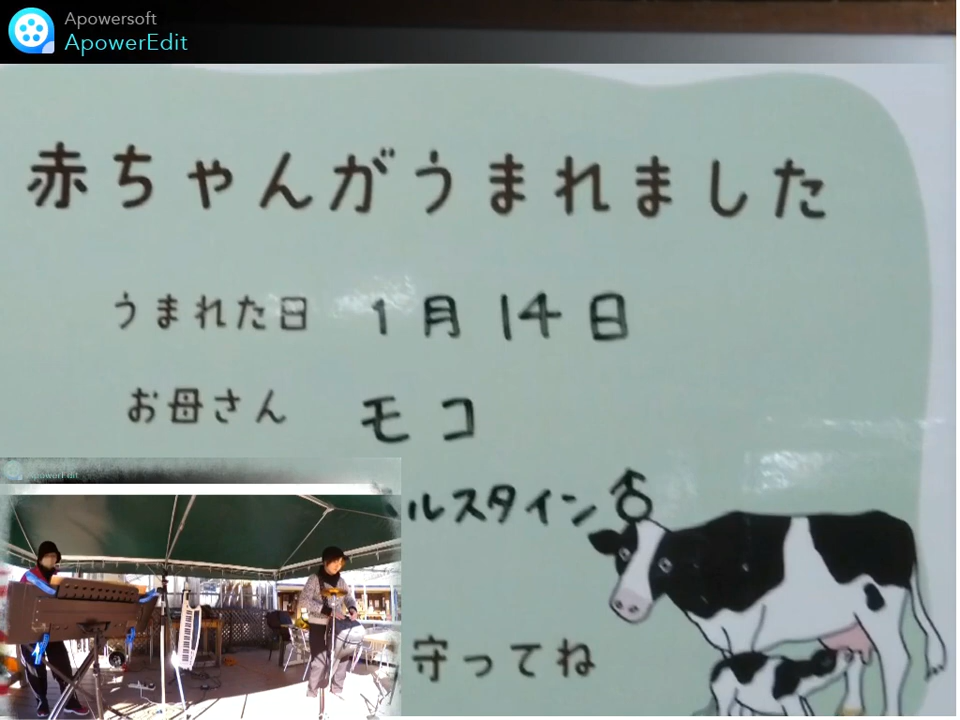 Apowersoft
ApowerEdit
赤ちゃんがうまれました
うまれた日 1月14日
お母さん モコ
ApowerEdit
ルスタイン♂
守ってね